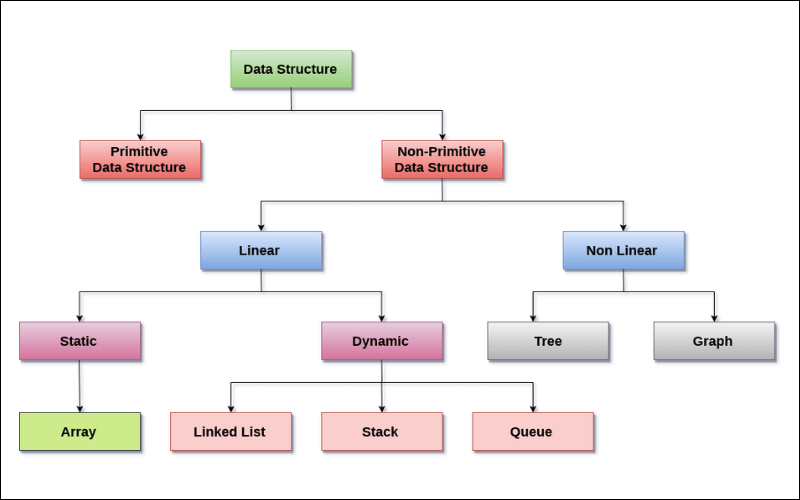 Data Structure
Primitive
Data Structure
Non-Primitive
Data Structure
Linear
Non Linear
Static
Dynamic
Tree
Graph
Array
Linked List
Stack
Queue